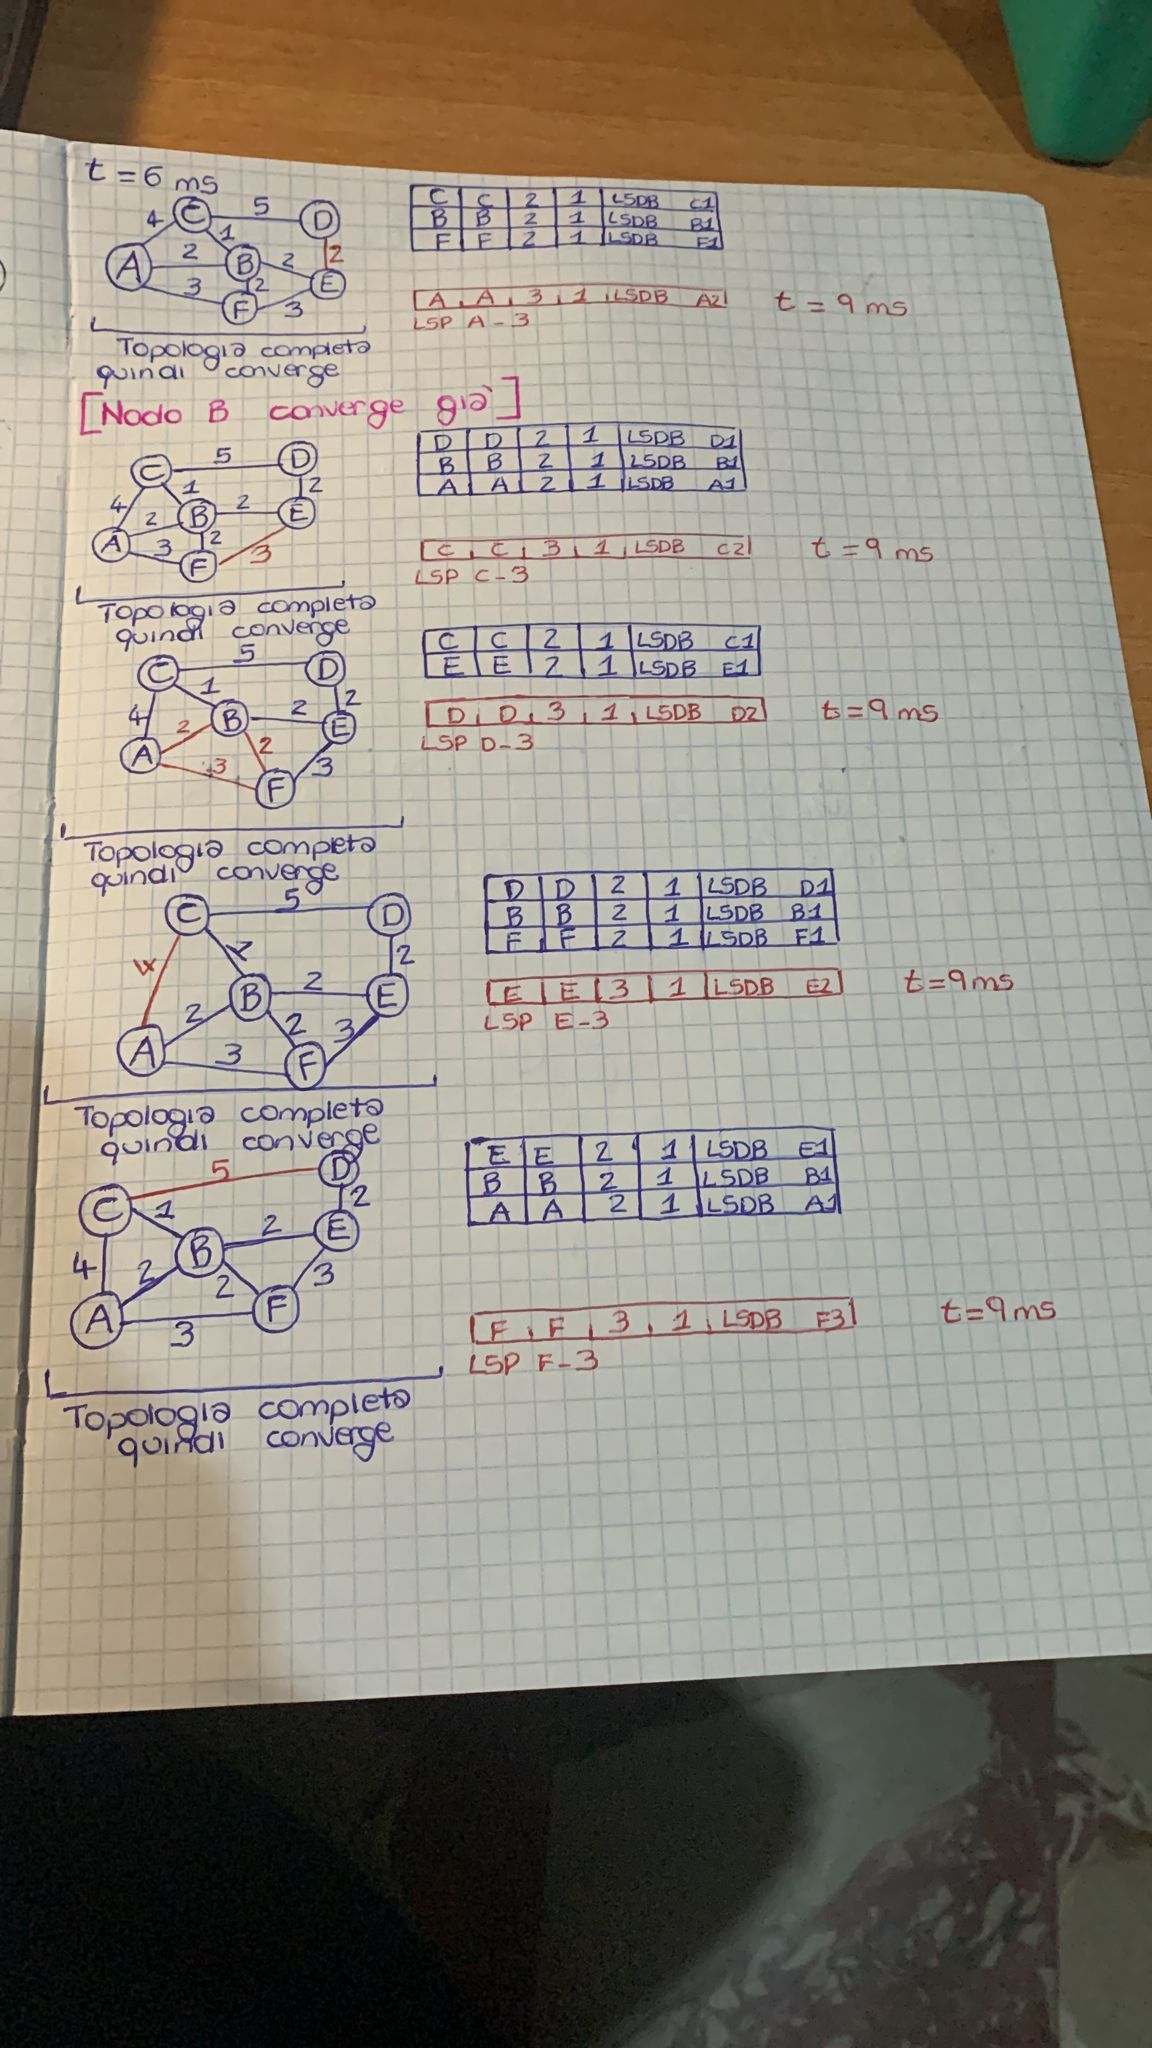 t = 6 ms
4 C 5 D
1 2
A 2 B 2 E
3 2 3
F
C C 2 1 LSDB C1
B B 2 1 LSDB B1
F F 2 1 LSDB F1
A A 3 1 LSDB A2 t = 9 ms
LSP A-3
Topologia completa
quindi converge
[Nodo B converge già]
C 5 D
4 1 2
2 B 2 E
A 3 2 3
F
D D 2 1 LSDB D1
B B 2 1 LSDB B1
A A 2 1 LSDB A1
C C 3 1 LSDB C2 t = 9 ms
LSP C-3
Topologia completa
quindi converge
C 5 D
1 2
4 2 B 2 E
A 3 2 3
F
C C 2 1 LSDB C1
E E 2 1 LSDB E1
D D 3 1 LSDB D2 t = 9 ms
LSP D-3
Topologia completa
quindi converge
C 5 D
4 1 2
2 B 2 E
A 3 2 3
F
D D 2 1 LSDB D1
B B 2 1 LSDB B1
F F 2 1 LSDB F1
E E 3 1 LSDB E2 t=9ms
LSP E-3
Topologia completa
quindi converge
C 5 D
1 2
4 2 B 2 E
A 2 3
3 F
E E 2 1 LSDB E1
B B 2 1 LSDB B1
A A 2 1 LSDB A1
F F 3 1 LSDB F3 t=9ms
LSP F-3
Topologia completa
quindi converge